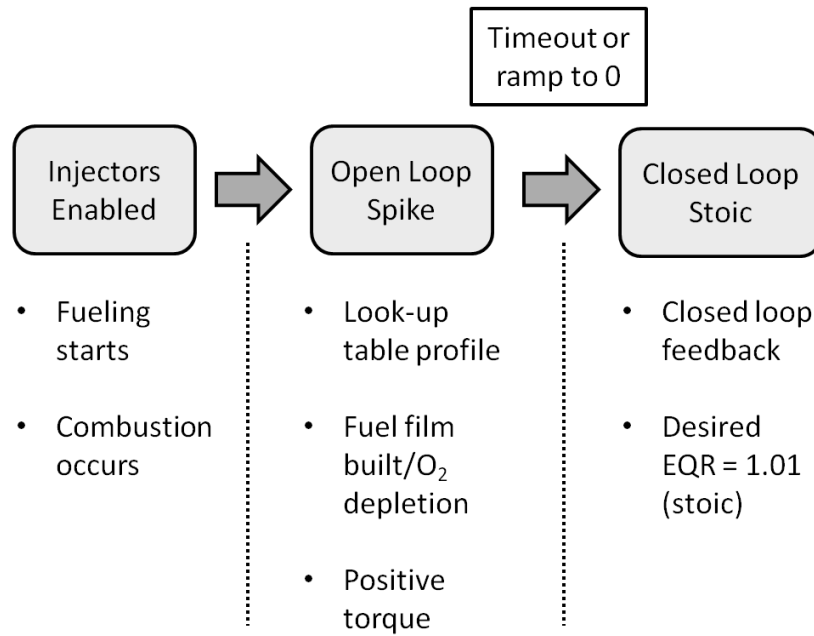 Timeout or
ramp to 0
Injectors
Enabled
Open Loop
Spike
Closed Loop
Stoic
• Fueling
starts
• Combustion
occurs
• Look-up
table profile
• Fuel film
built/O₂
depletion
• Positive
torque
• Closed loop
feedback
• Desired
EQR = 1.01
(stoic)